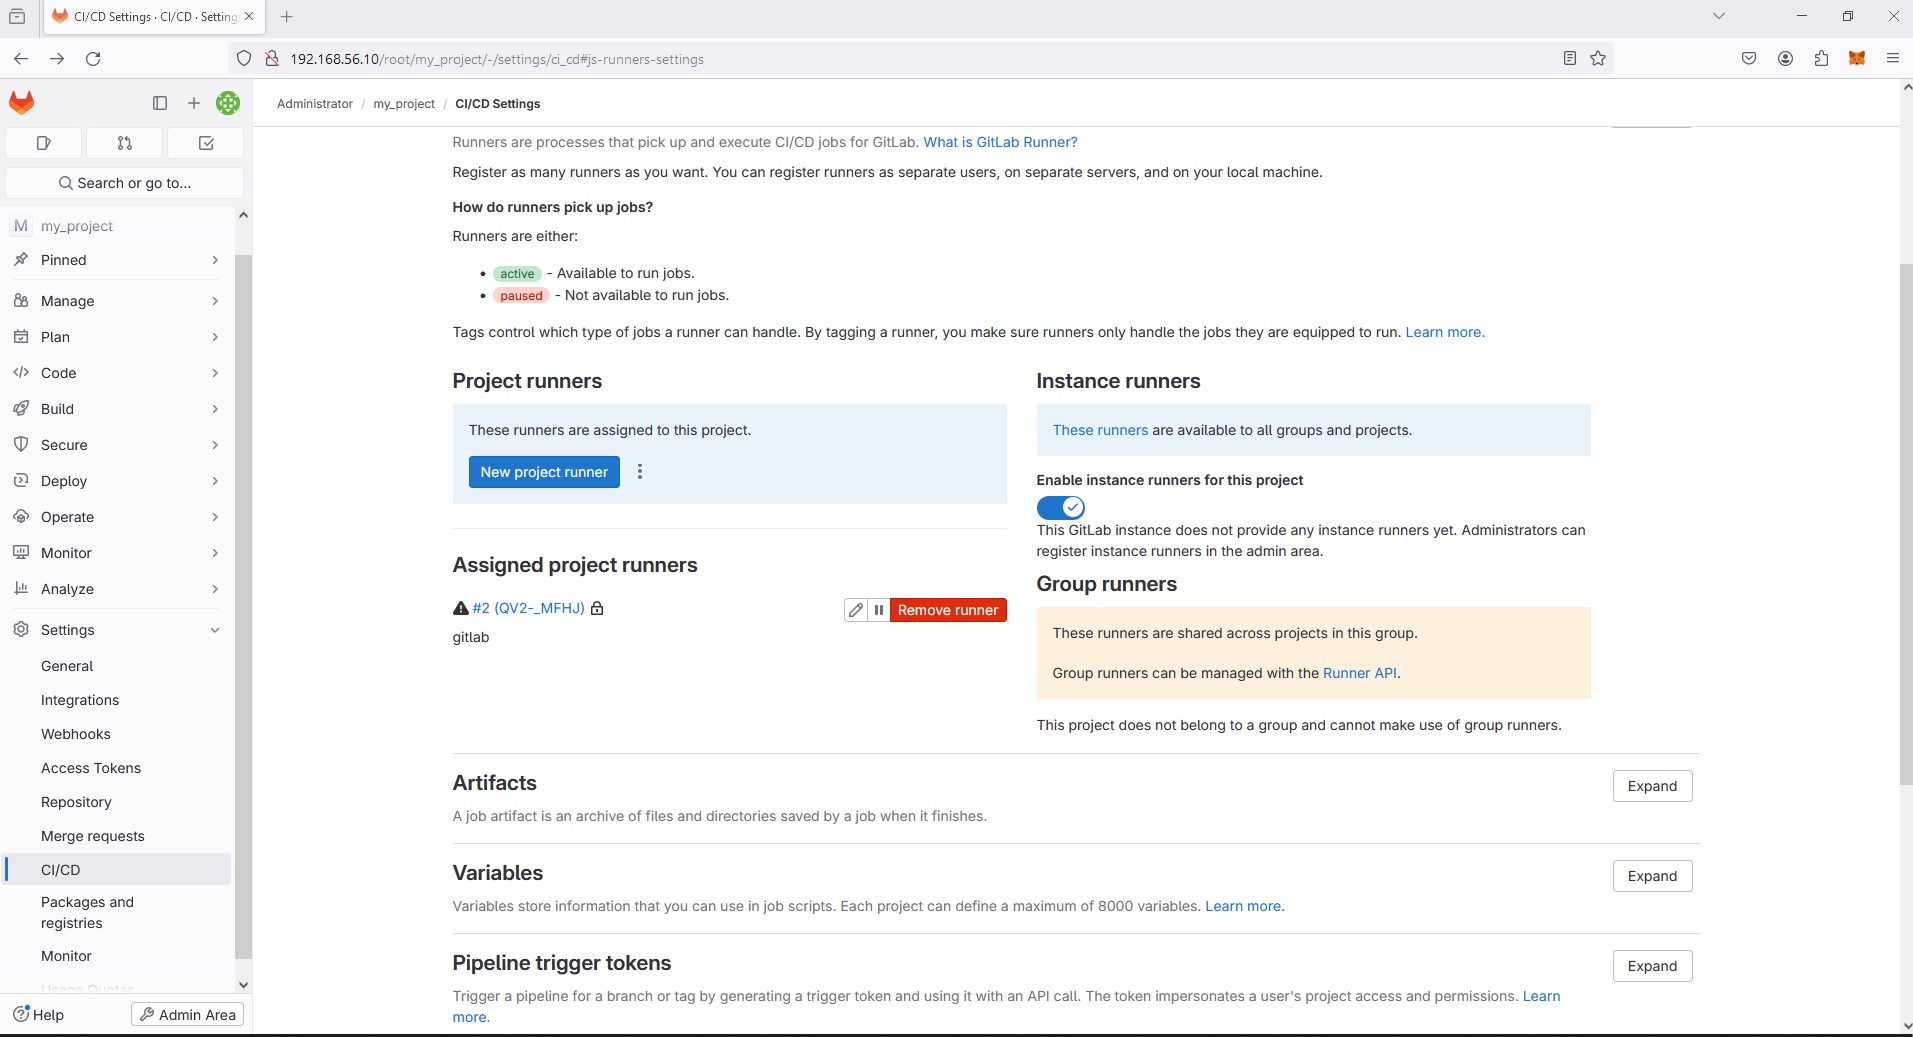 CI/CD Settings · CI/CD · Setting
192.168.56.10/root/my_project/-/settings/ci_cd#js-runners-settings
Administrator / my_project / CI/CD Settings
Search or go to...
M my_project
Pinned
Manage
Plan
Code
Build
Secure
Deploy
Operate
Monitor
Analyze
Settings
General
Integrations
Webhooks
Access Tokens
Repository
Merge requests
CI/CD
Packages and
registries
Monitor
Usage Quotas
Help
Admin Area
Runners are processes that pick up and execute CI/CD jobs for GitLab. What is GitLab Runner?
Register as many runners as you want. You can register runners as separate users, on separate servers, and on your local machine.
How do runners pick up jobs?
Runners are either:
• active - Available to run jobs.
• paused - Not available to run jobs.
Tags control which type of jobs a runner can handle. By tagging a runner, you make sure runners only handle the jobs they are equipped to run. Learn more.
Project runners
These runners are assigned to this project.
New project runner
Assigned project runners
#2 (QV2-_MFHJ)
Remove runner
gitlab
Instance runners
These runners are available to all groups and projects.
Enable instance runners for this project
This GitLab instance does not provide any instance runners yet. Administrators can
register instance runners in the admin area.
Group runners
These runners are shared across projects in this group.
Group runners can be managed with the Runner API.
This project does not belong to a group and cannot make use of group runners.
Artifacts
Expand
A job artifact is an archive of files and directories saved by a job when it finishes.
Variables
Expand
Variables store information that you can use in job scripts. Each project can define a maximum of 8000 variables. Learn more.
Pipeline trigger tokens
Expand
Trigger a pipeline for a branch or tag by generating a trigger token and using it with an API call. The token impersonates a user's project access and permissions. Learn
more.